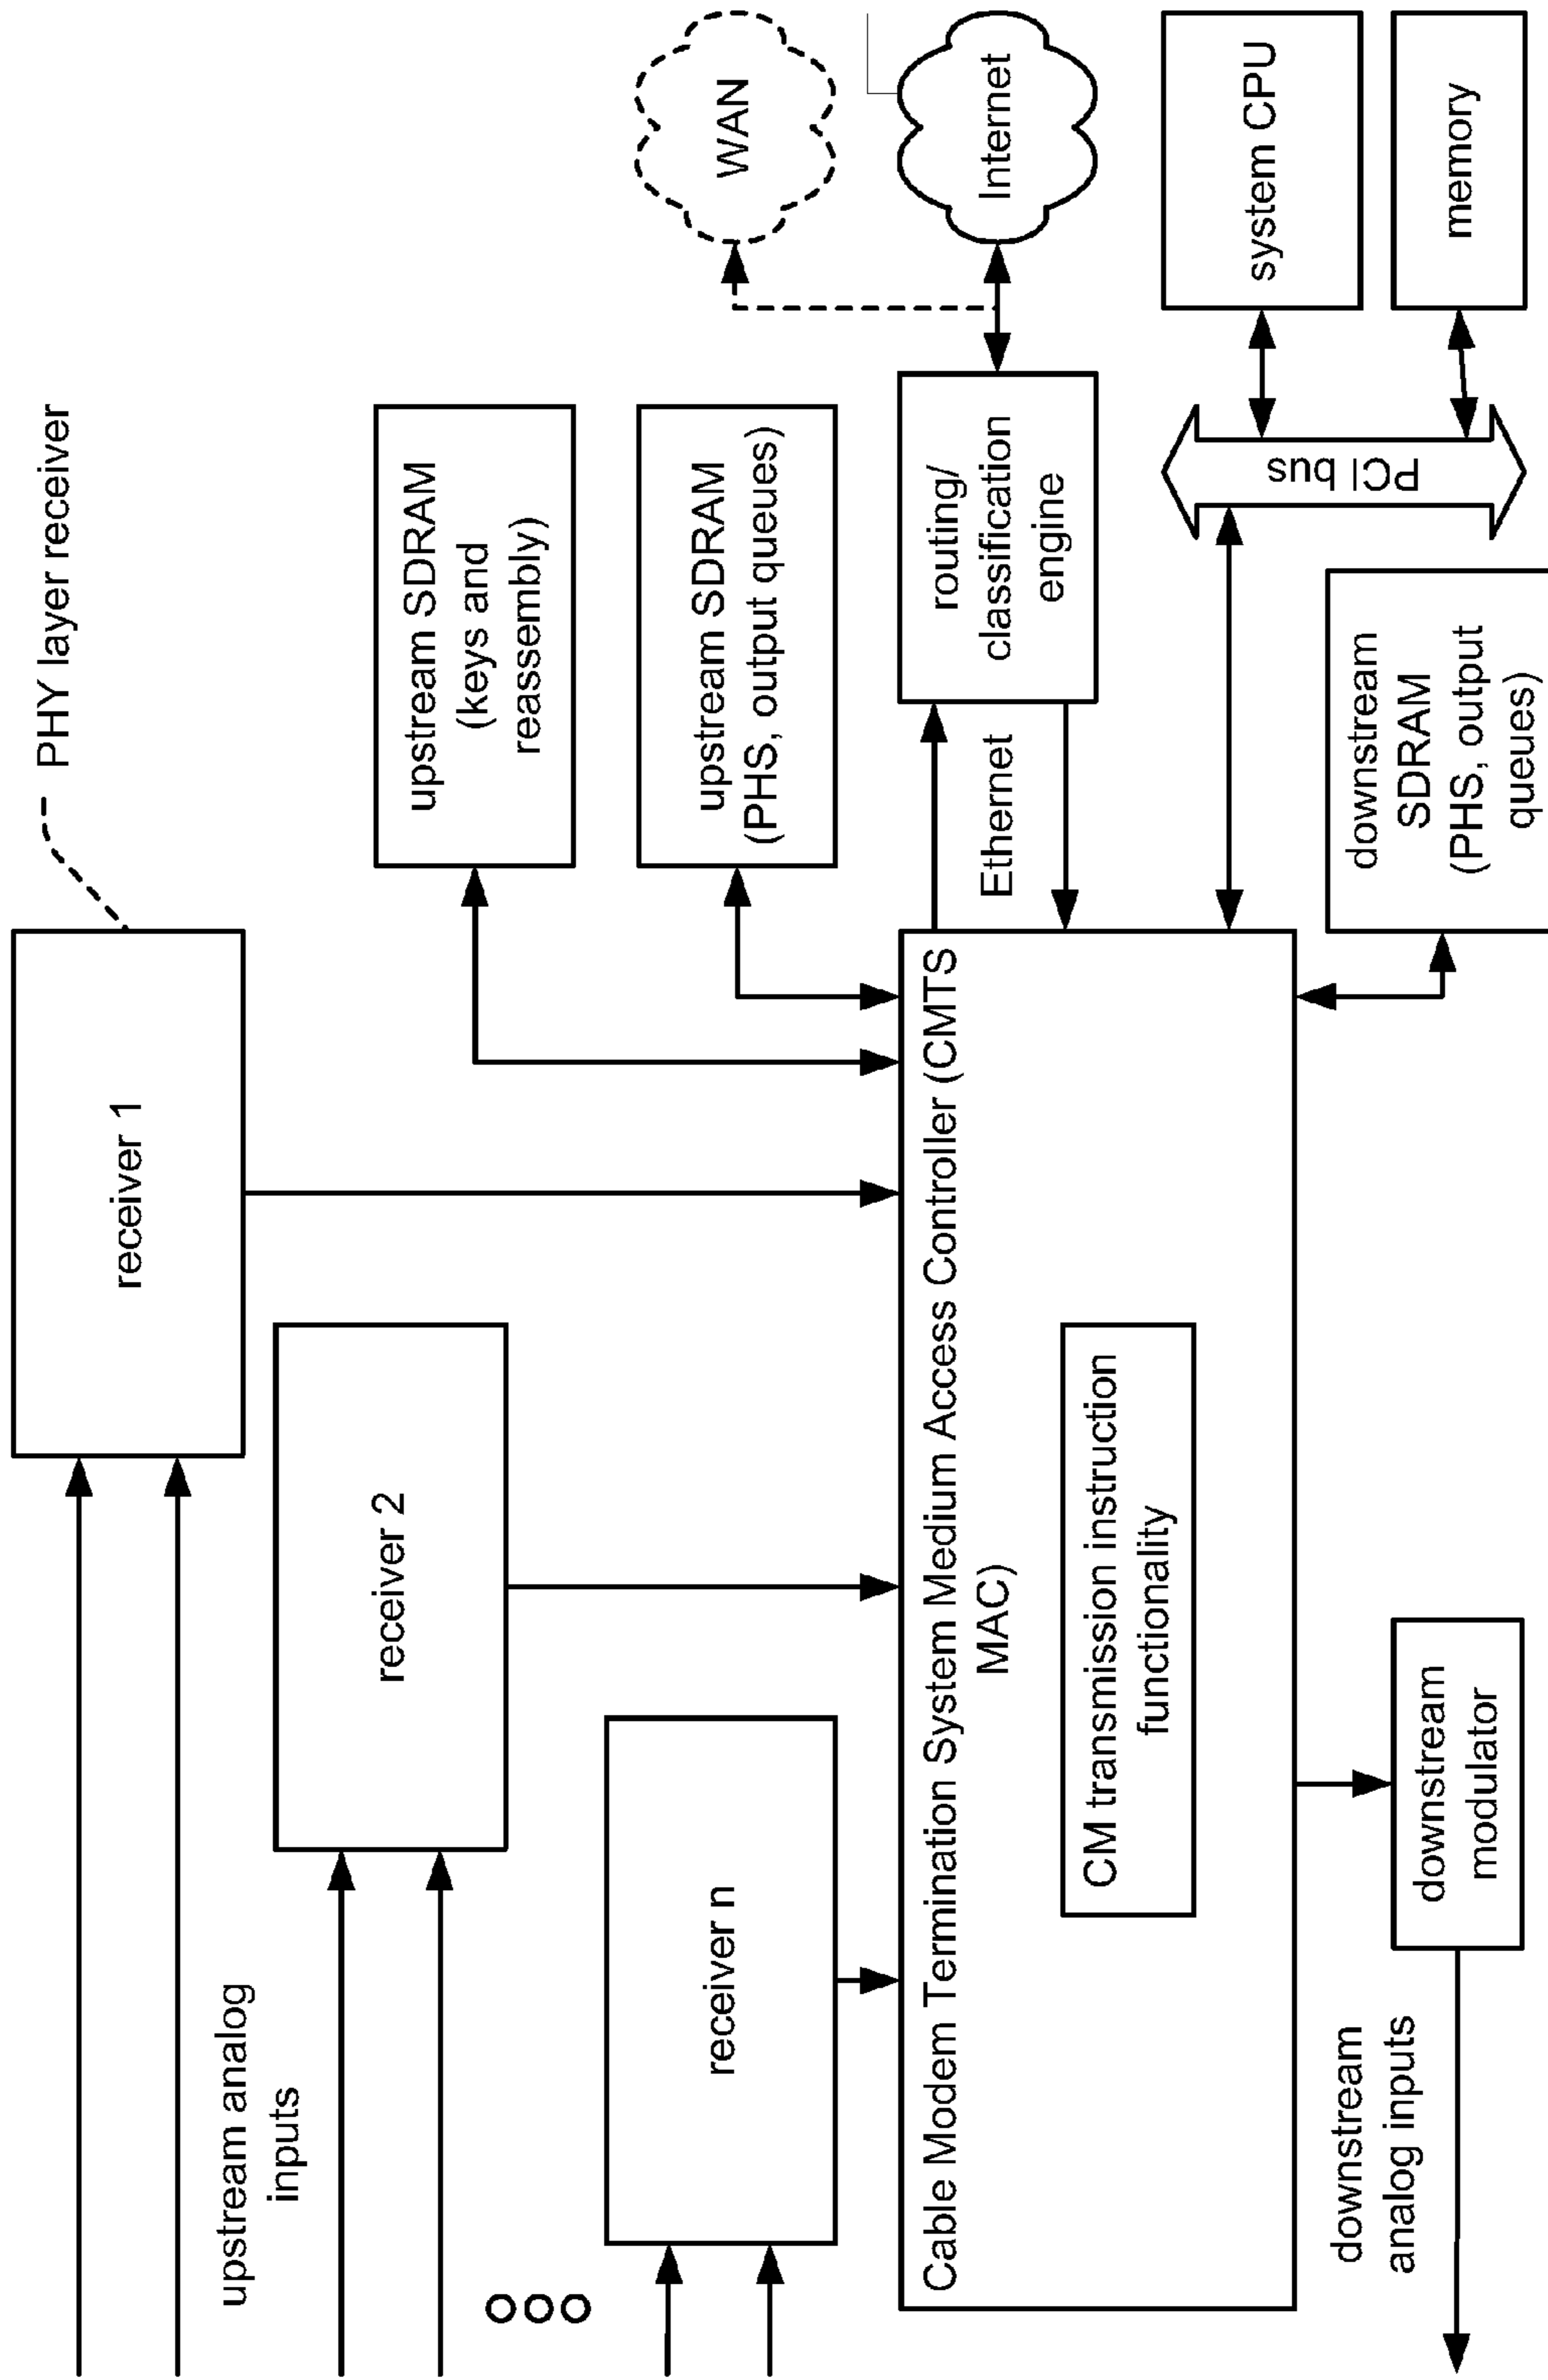 PHY layer receiver
receiver 1
upstream analog
inputs
receiver 2
receiver n
upstream SDRAM
(keys and
reassembly)
upstream SDRAM
(PHS, output queues)
WAN
Internet
routing/
classification
engine
Ethernet
Cable Modem Termination System Medium Access Controller (CMTS
MAC)
CM transmission instruction
functionality
PCI bus
system CPU
memory
downstream
SDRAM
(PHS, output
queues)
downstream
modulator
downstream
analog inputs